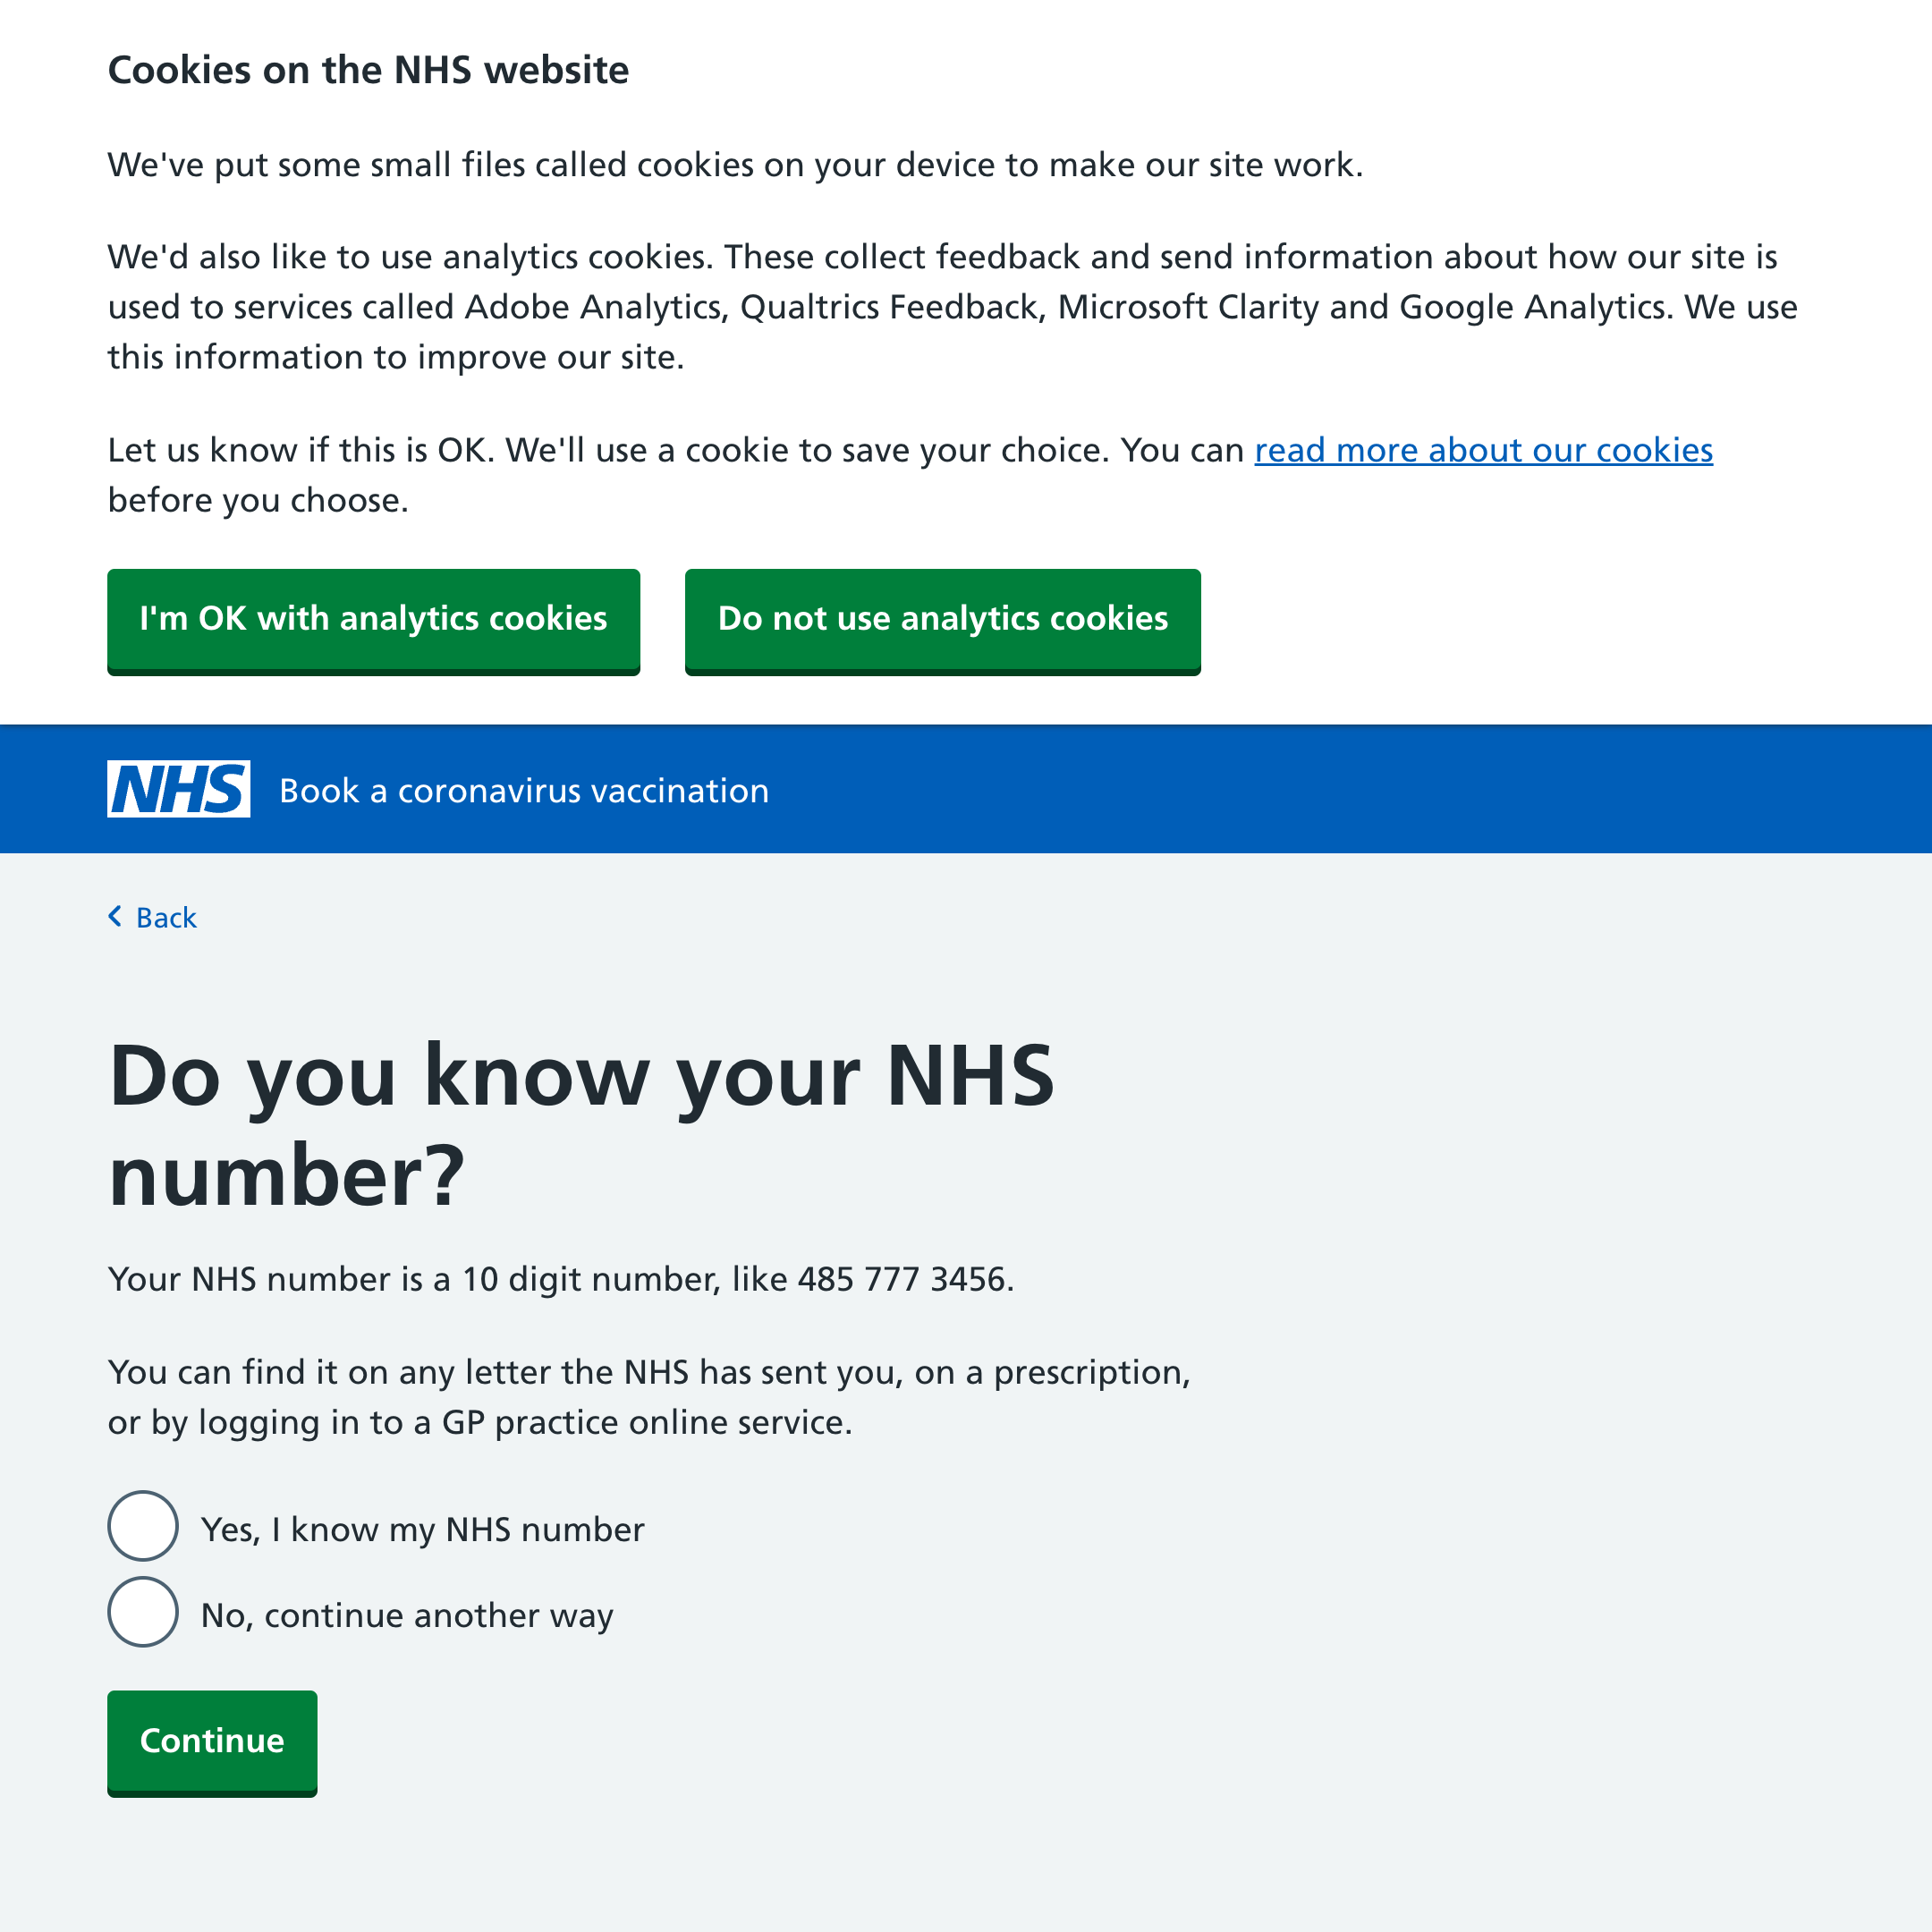 Cookies on the NHS website
We've put some small files called cookies on your device to make our site work.
We'd also like to use analytics cookies. These collect feedback and send information about how our site is
used to services called Adobe Analytics, Qualtrics Feedback, Microsoft Clarity and Google Analytics. We use
this information to improve our site.
Let us know if this is OK. We'll use a cookie to save your choice. You can read more about our cookies
before you choose.
I'm OK with analytics cookies
Do not use analytics cookies
NHS Book a coronavirus vaccination
Back
Do you know your NHS
number?
Your NHS number is a 10 digit number, like 485 777 3456.
You can find it on any letter the NHS has sent you, on a prescription,
or by logging in to a GP practice online service.
Yes, I know my NHS number
No, continue another way
Continue